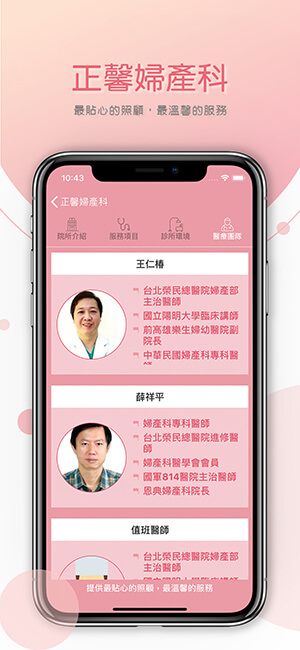 正馨婦產科
最貼心的照顧，最溫馨的服務
10:43
正馨婦產科
院所介紹 服務項目 診所環境 醫療團隊
王仁椿
台北榮民總醫院婦產部
主治醫師
國立陽明大學臨床講師
前高雄樂生婦幼醫院副
院長
中華民國婦產科專科醫
師
薛祥平
婦產科專科醫師
台北榮民總醫院進修醫
師
婦產科醫學會會員
國軍814醫院主治醫師
恩典婦產科院長
值班醫師
台北榮民總醫院婦產部
主治醫師
提供最貼心的照顧，最溫馨的服務